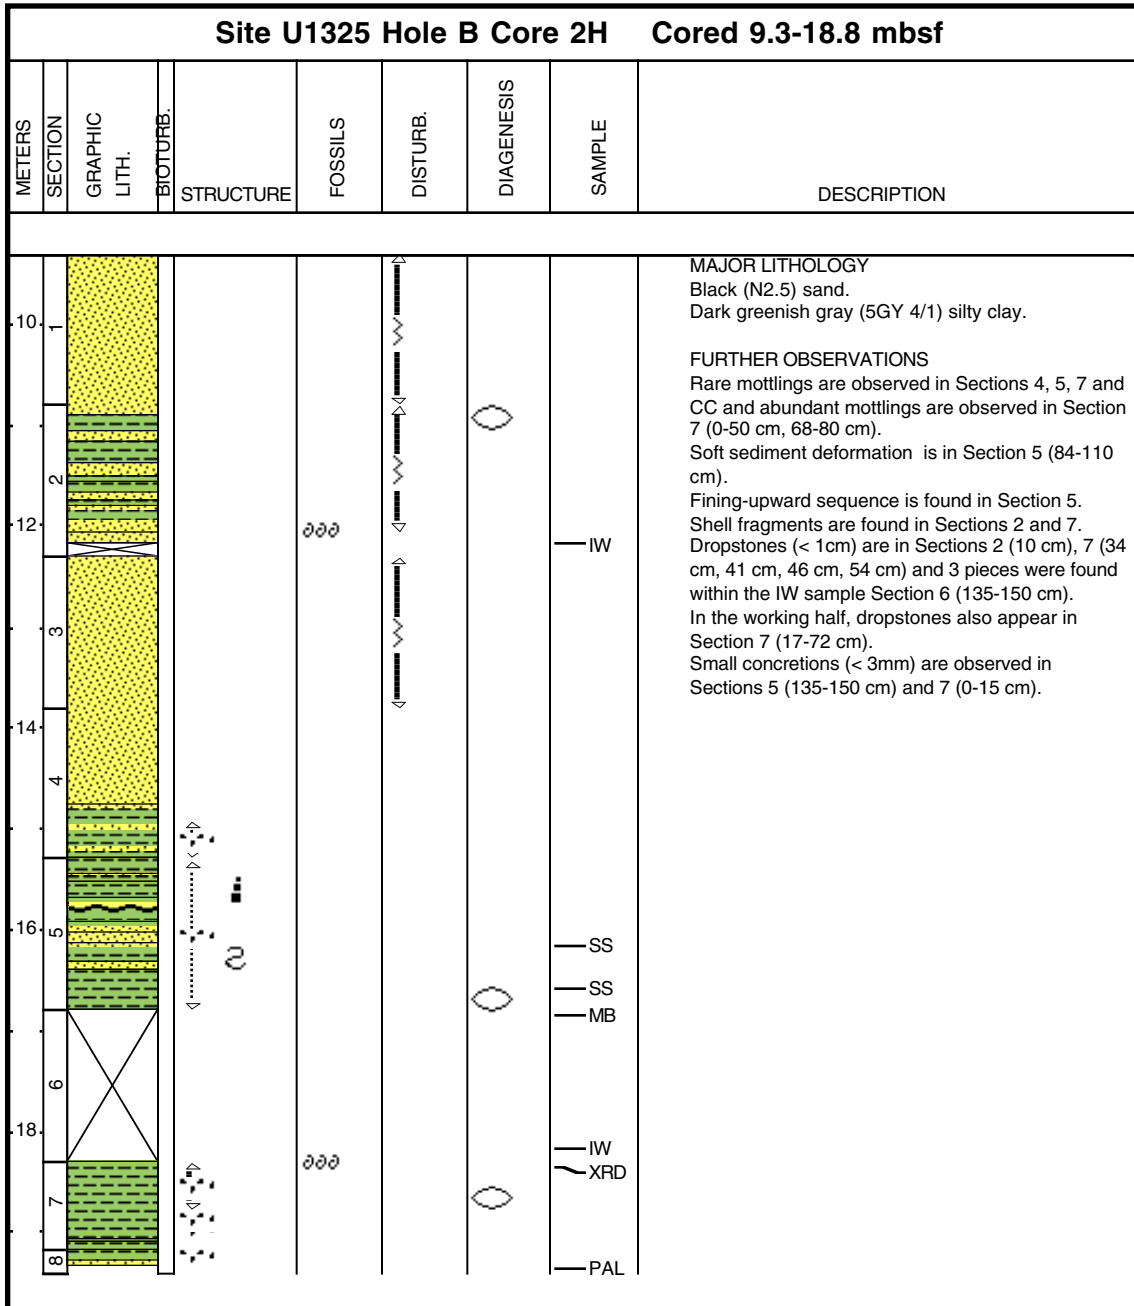 Site U1325 Hole B Core 2H Cored 9.3-18.8 mbsf
METERS
SECTION
GRAPHIC
LITH.
BIOTURB.
STRUCTURE
FOSSILS
DISTURB.
DIAGENESIS
SAMPLE
DESCRIPTION
MAJOR LITHOLOGY
Black (N2.5) sand.
Dark greenish gray (5GY 4/1) silty clay.
FURTHER OBSERVATIONS
Rare mottlings are observed in Sections 4, 5, 7 and
CC and abundant mottlings are observed in Section
7 (0-50 cm, 68-80 cm).
Soft sediment deformation is in Section 5 (84-110
cm).
Fining-upward sequence is found in Section 5.
Shell fragments are found in Sections 2 and 7.
Dropstones (< 1cm) are in Sections 2 (10 cm), 7 (34
cm, 41 cm, 46 cm, 54 cm) and 3 pieces were found
within the IW sample Section 6 (135-150 cm).
In the working half, dropstones also appear in
Section 7 (17-72 cm).
Small concretions (< 3mm) are observed in
Sections 5 (135-150 cm) and 7 (0-15 cm).
10
12
14
16
18
1
2
3
4
5
6
7
8
IW
SS
SS
MB
IW
XRD
PAL